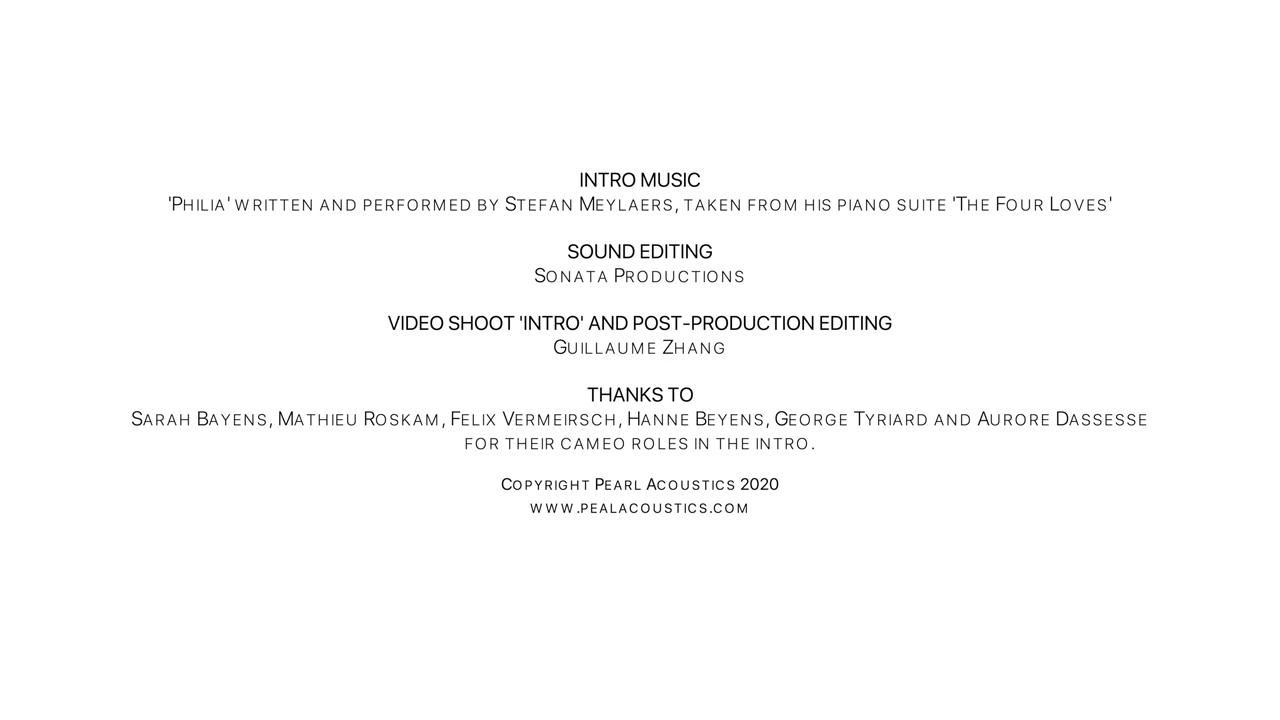 INTRO MUSIC
'Philia' written and performed by Stefan Meylaers, taken from his piano suite 'The Four Loves'
SOUND EDITING
Sonata Productions
VIDEO SHOOT 'INTRO' AND POST-PRODUCTION EDITING
Guillaume Zhang
THANKS TO
Sarah Bayens, Mathieu Roskam, Felix Vermeirsch, Hanne Beyens, George Tyriard and Aurore Dassesse
for their cameo roles in the intro.
Copyright Pearl Acoustics 2020
www.pealacoustics.com